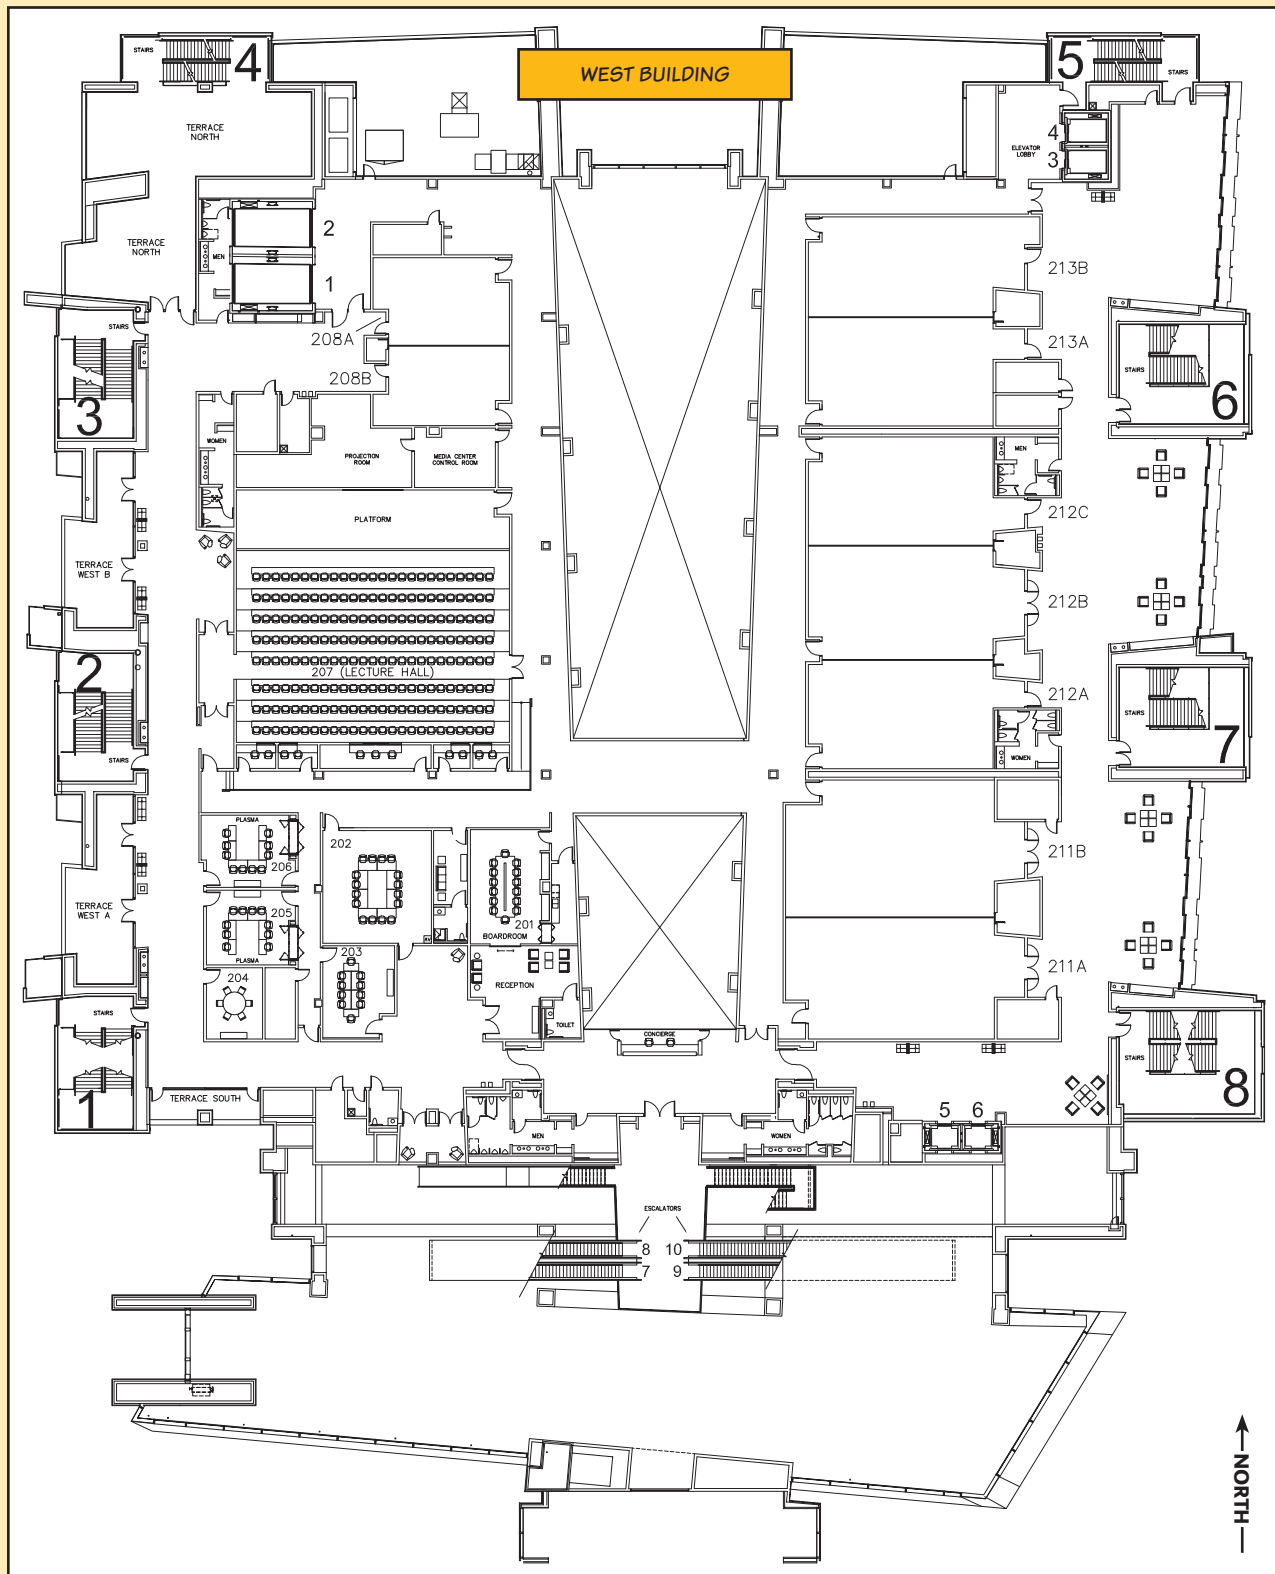 WEST BUILDING
STAIRS
4
5
STAIRS
TERRACE
NORTH
4
ELEVATOR
LOBBY
3
2
TERRACE
NORTH
MEN
1
213B
STAIRS
208A
213A
208B
STAIRS
3
6
WOMEN
PROJECTION
ROOM
MEDIA CENTER
CONTROL ROOM
MEN
PLATFORM
212C
TERRACE
WEST B
212B
2
207 (LECTURE HALL)
212A
STAIRS
7
STAIRS
WOMEN
PLASMA
202
206
211B
TERRACE
WEST A
205
201
BOARDROOM
PLASMA
203
204
RECEPTION
211A
STAIRS
TOILET
CONCIERGE
STAIRS
1
TERRACE SOUTH
8
5 6
MEN
WOMEN
ESCALATORS
8 10
7 9
NORTH